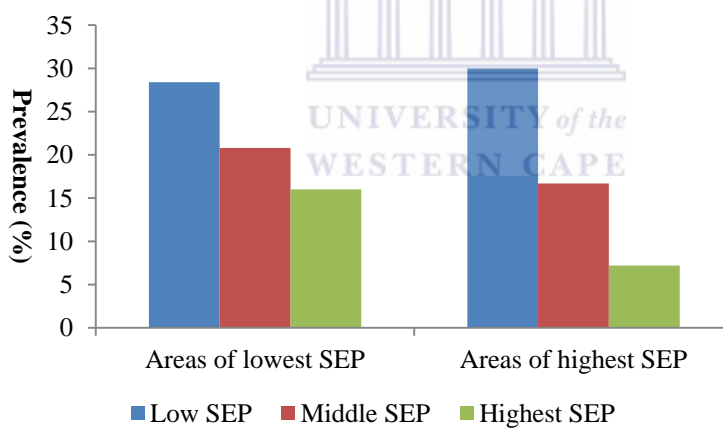 35
30
25
20
15
10
5
0
Prevalence (%)
UNIVERSITY of the
WESTERN CAPE
Areas of lowest SEP
Areas of highest SEP
Low SEP
Middle SEP
Highest SEP